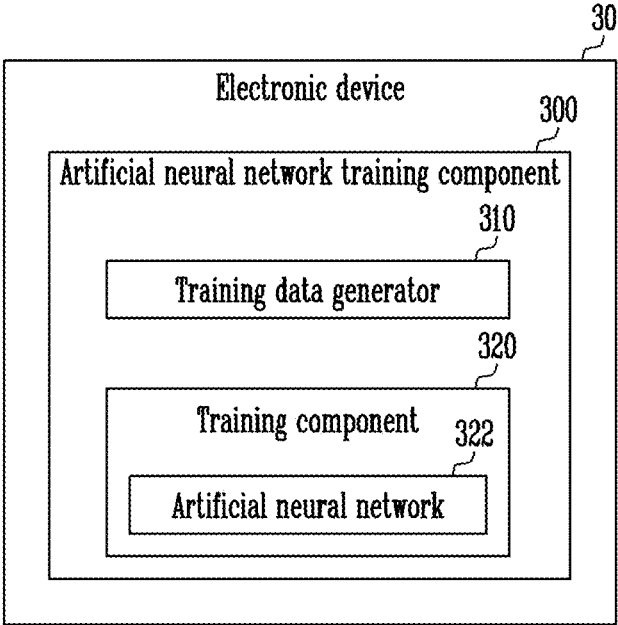 30
Electronic device
300
Artificial neural network training component
310
Training data generator
320
Training component
322
Artificial neural network